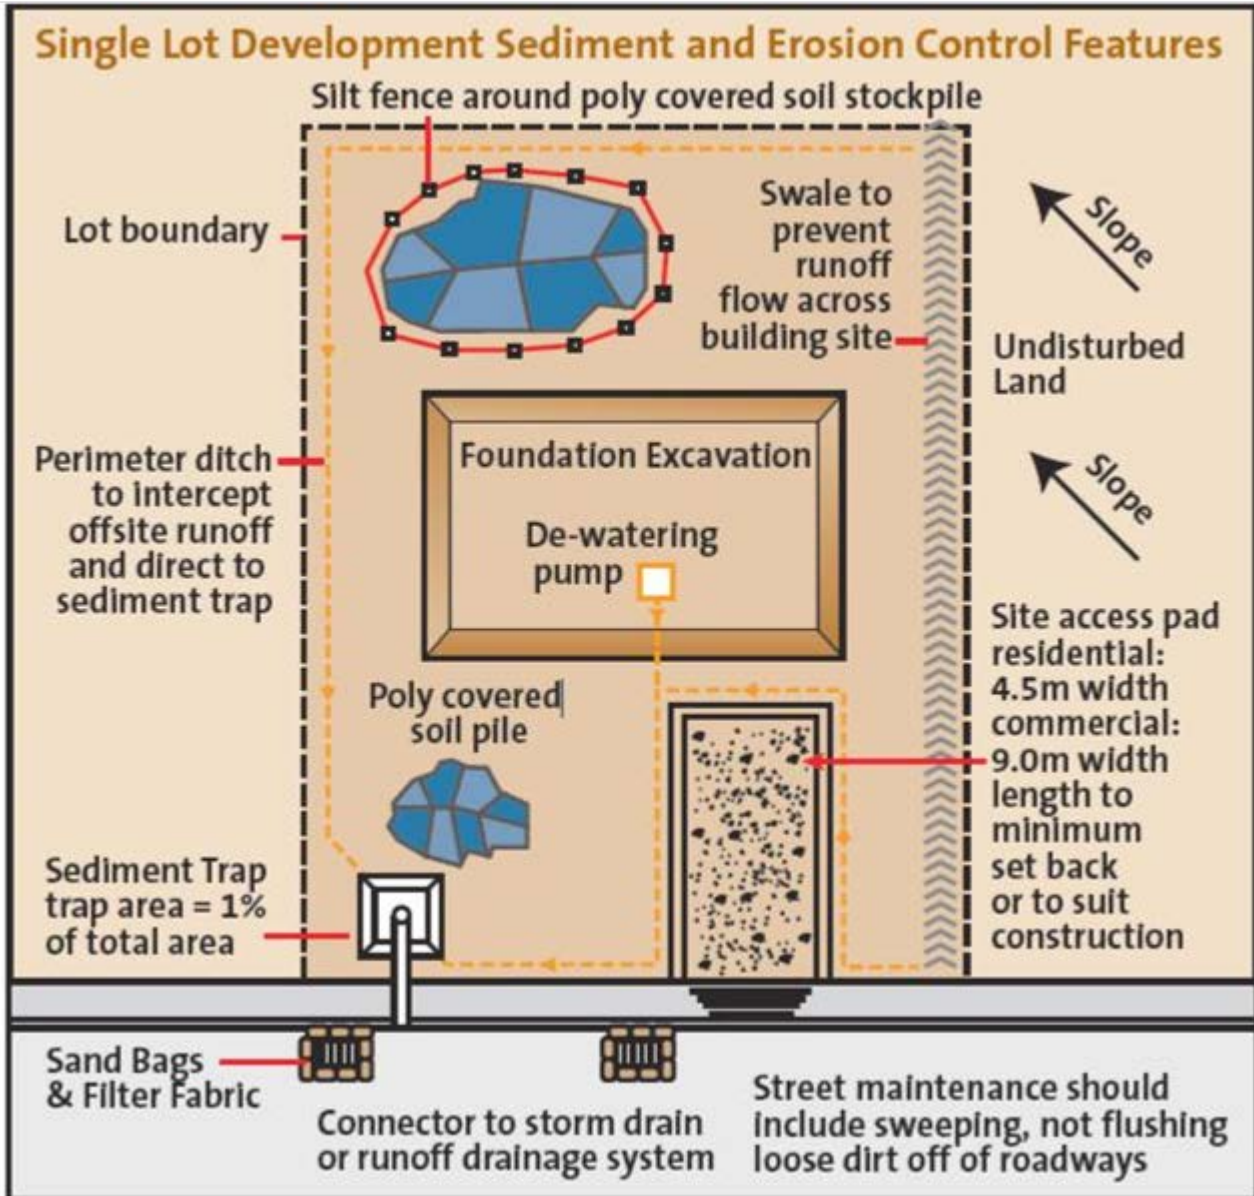 Single Lot Development Sediment and Erosion Control Features
Silt fence around poly covered soil stockpile
Lot boundary
Swale to
prevent
runoff
flow across
building site
Slope
Undisturbed
Land
Perimeter ditch
to intercept
offsite runoff
and direct to
sediment trap
Foundation Excavation
De-watering
pump
Slope
Site access pad
residential:
4.5m width
commercial:
9.0m width
length to
minimum
set back
or to suit
construction
Poly covered
soil pile
Sediment Trap
trap area = 1%
of total area
Sand Bags
& Filter Fabric
Connector to storm drain
or runoff drainage system
Street maintenance should
include sweeping, not flushing
loose dirt off of roadways